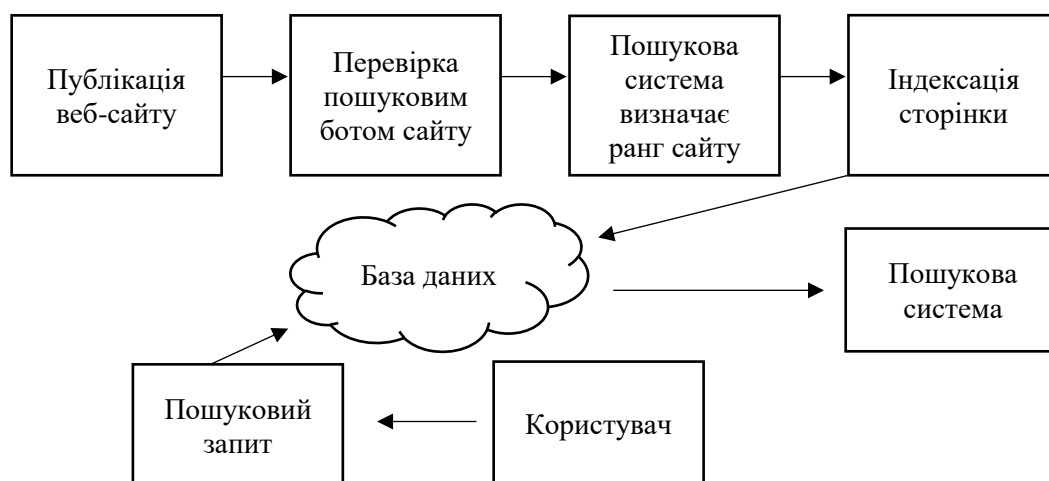 Публікація
веб-сайту
Перевірка
пошуковим
ботом сайту
Пошукова
система
визначає
ранг сайту
Індексація
сторінки
База даних
Пошукова
система
Пошуковий
запит
Користувач